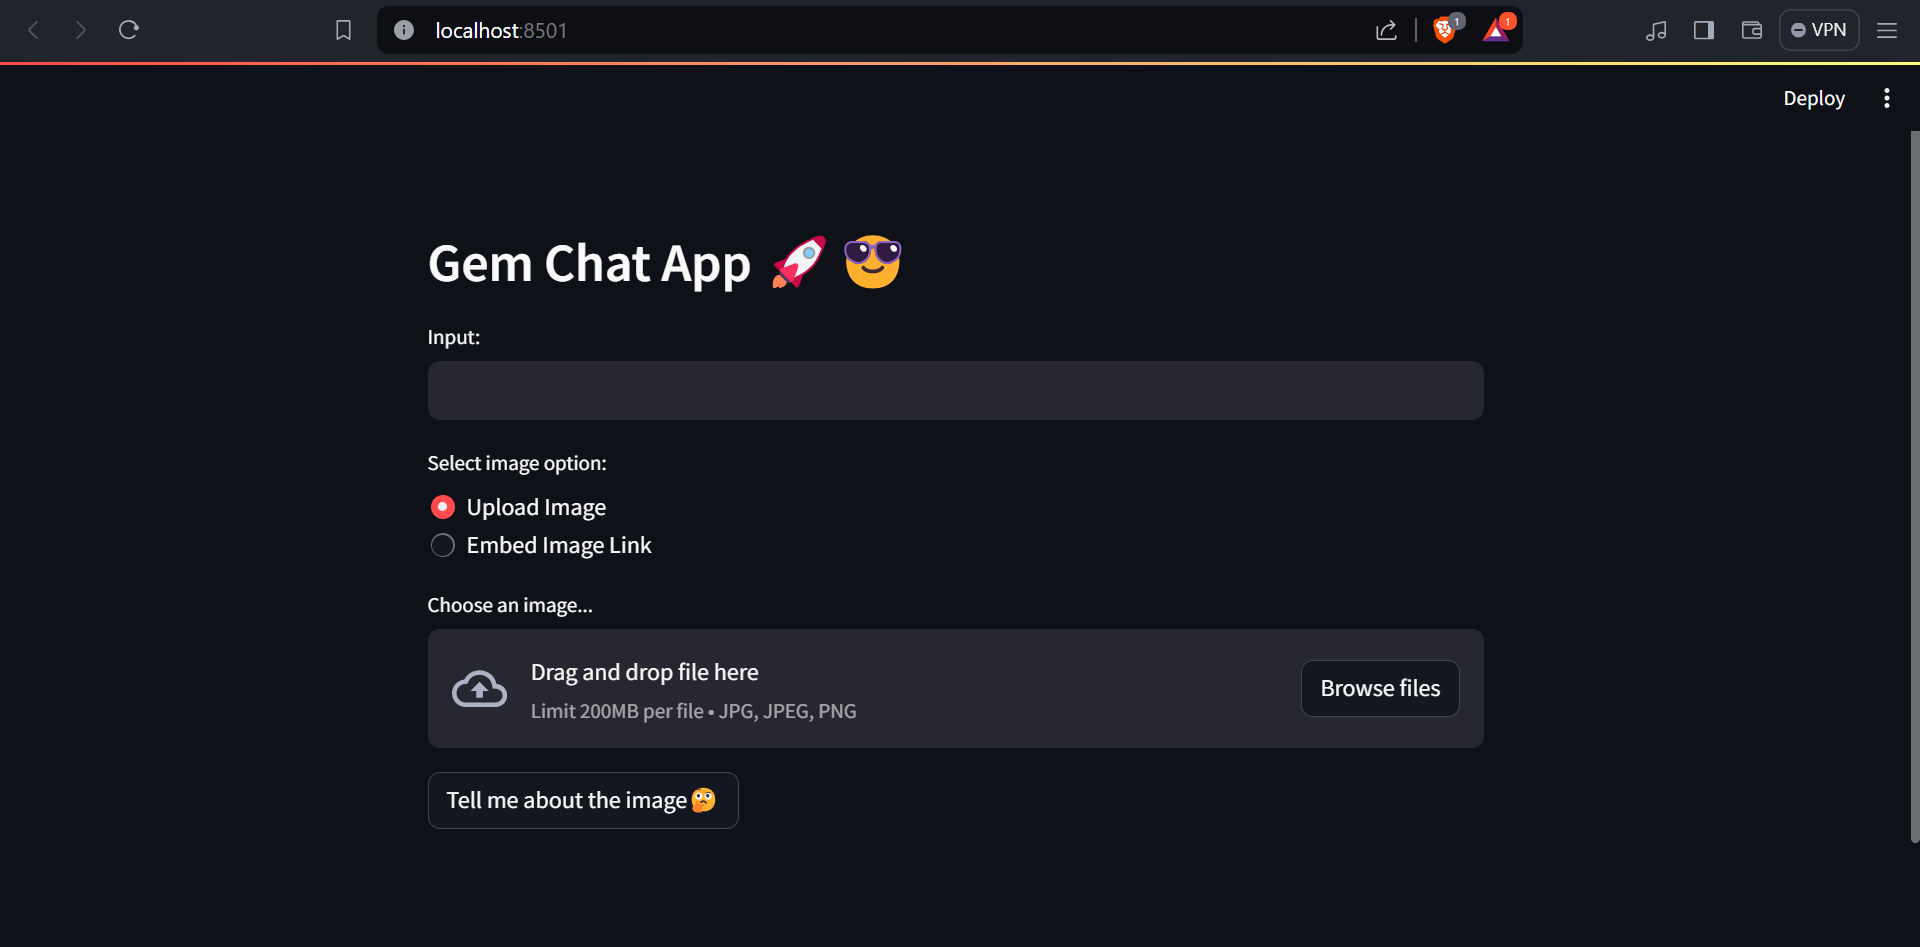 localhost:8501
1
1
VPN
Deploy
Gem Chat App 🚀 😎
Input:
Select image option:
Upload Image
Embed Image Link
Choose an image...
Drag and drop file here
Limit 200MB per file • JPG, JPEG, PNG
Browse files
Tell me about the image🤔